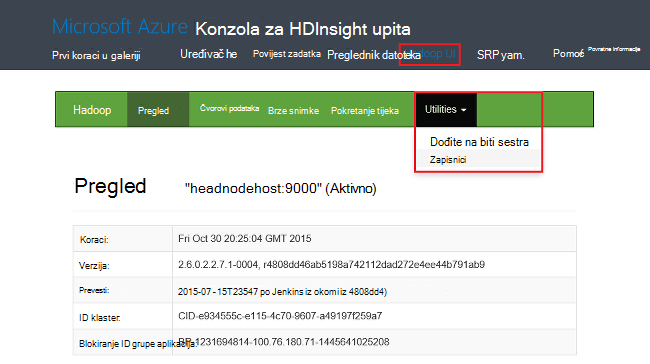 Microsoft Azure Konzola za HDInsight upita
Prvi koraci u galeriji Uređivač he Povijest zadatka Preglednik datoteka oop UI SRP yarn. Pomoć Povratne informacije
Hadoop Pregled Čvorovi podataka Brze snimke Pokretanje tijeka Utilities
Dođite na biti sestra
Zapisnici
Pregled "headnodehost:9000" (Aktivno)
Koraci: Fri Oct 30 20:25:04 GMT 2015
Verzija: 2.6.0.2.2.7.1-0004, r4808dd46ab5198a742112dad272e4ee44b791ab9
Prevesti: 2015-07-15T23547 po Jenkins iz okomi iz 4808dd4)
ID klaster: CID-e934555c-e115-4c70-9607-a49197f259a7
Blokiranje ID grupe aplikacija: BP-1231694814-100.76.180.71-1445641025208